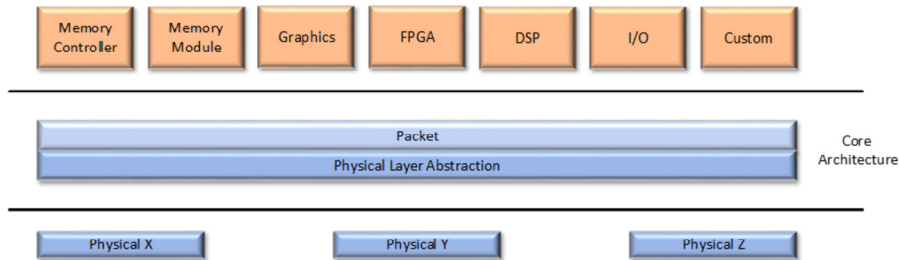 Memory
Controller
Memory
Module
Graphics
FPGA
DSP
I/O
Custom
Packet
Physical Layer Abstraction
Core
Architecture
Physical X
Physical Y
Physical Z